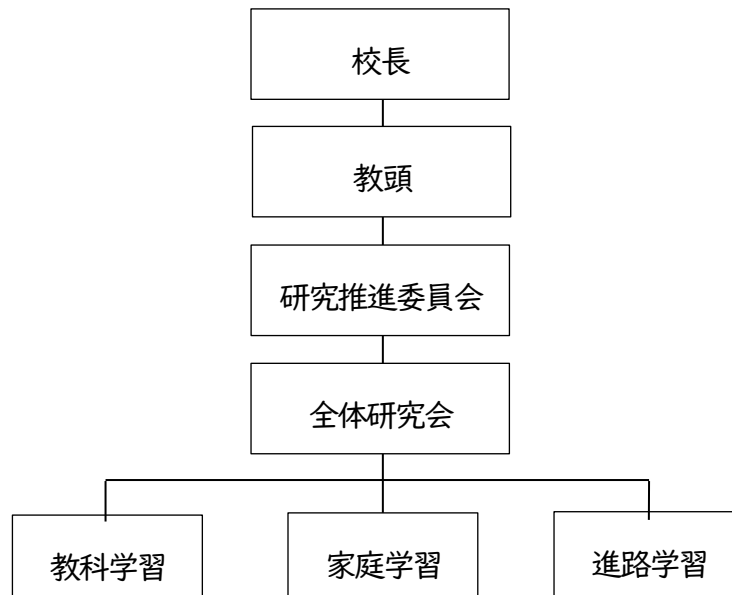 校長
教頭
研究推進委員会
全体研究会
教科学習
家庭学習
進路学習